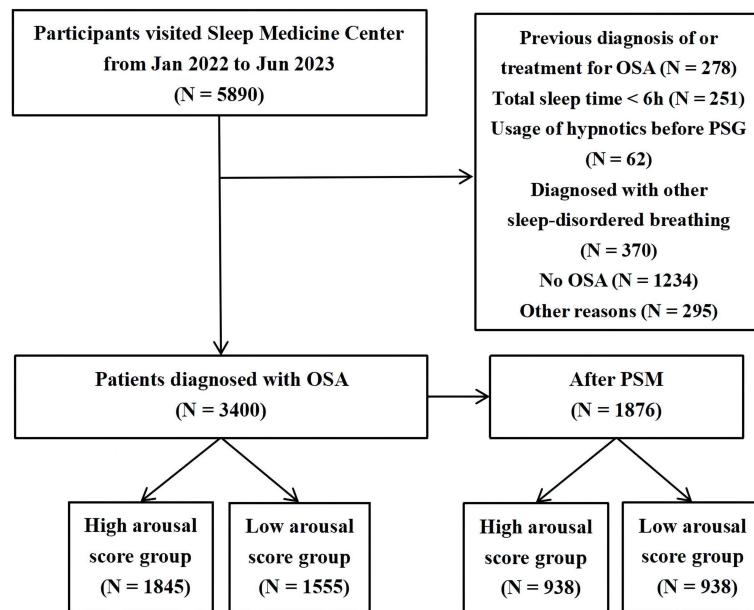 Participants visited Sleep Medicine Center
from Jan 2022 to Jun 2023
(N = 5890)
Previous diagnosis of or
treatment for OSA (N = 278)
Total sleep time < 6h (N = 251)
Usage of hypnotics before PSG
(N = 62)
Diagnosed with other
sleep-disordered breathing
(N = 370)
No OSA (N = 1234)
Other reasons (N = 295)
Patients diagnosed with OSA
(N = 3400)
After PSM
(N = 1876)
High arousal
score group
(N = 1845)
Low arousal
score group
(N = 1555)
High arousal
score group
(N = 938)
Low arousal
score group
(N = 938)